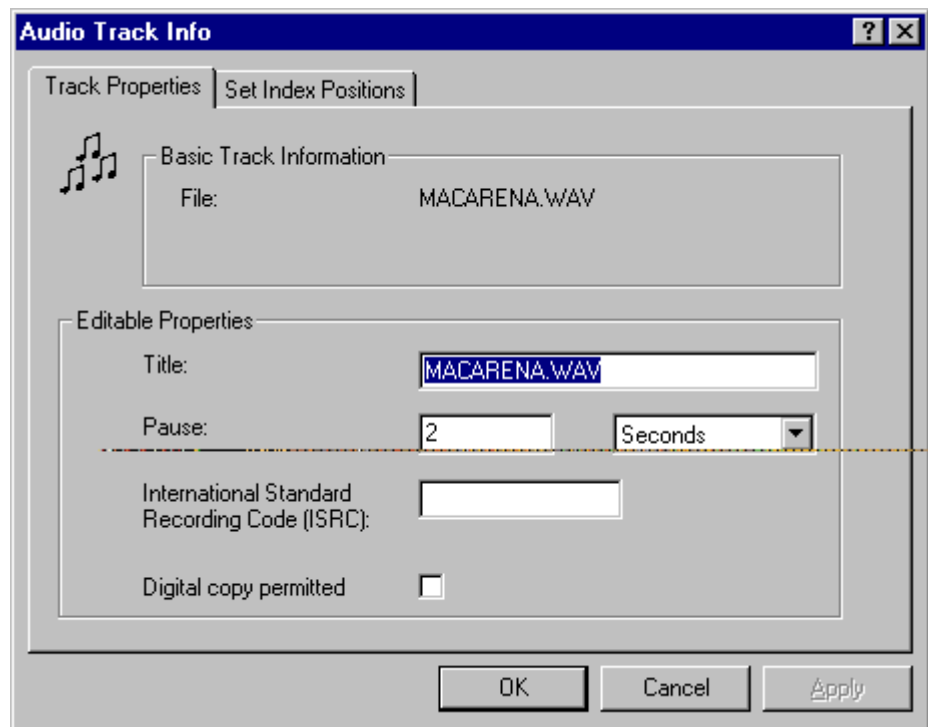 Audio Track Info
Track Properties Set Index Positions
Basic Track Information
File: MACARENA.WAV
Editable Properties
Title: MACARENA.WAV
Pause: 2 Seconds
International Standard
Recording Code (ISRC):
Digital copy permitted
OK Cancel Apply